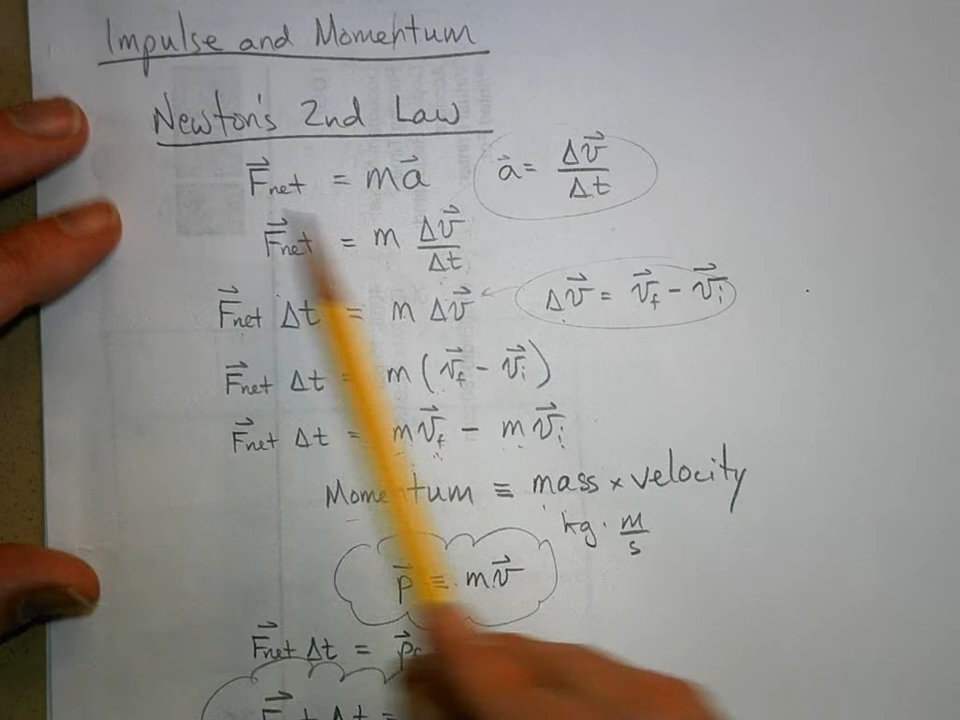 Impulse and Momentum
Newton's 2nd Law
F⃗net = ma⃗
a⃗ = Δv⃗/Δt
F⃗net = m Δv⃗/Δt
F⃗net Δt = m Δv⃗
Δv⃗ = v⃗f - v⃗i
F⃗net Δt = m(v⃗f - v⃗i)
F⃗net Δt = mv⃗f - mv⃗i
Momentum ≡ mass × velocity
kg · m/s
p⃗ ≡ mv⃗
F⃗net Δt = p⃗
Δt =